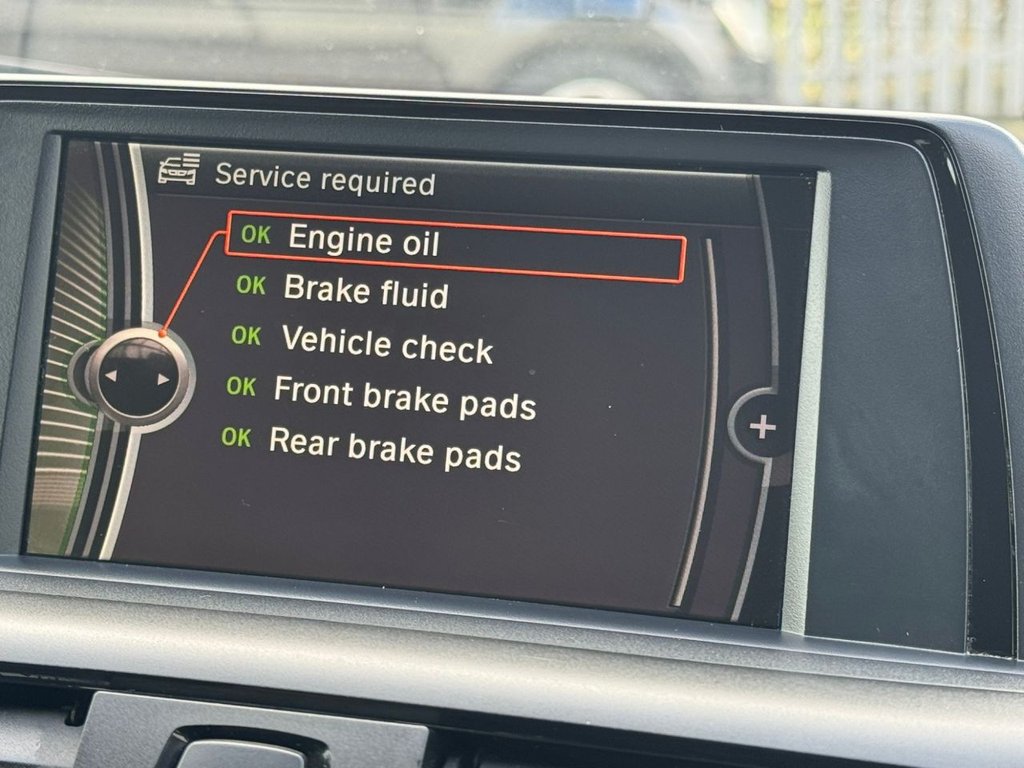 Service required
OK Engine oil
OK Brake fluid
OK Vehicle check
OK Front brake pads
OK Rear brake pads
+